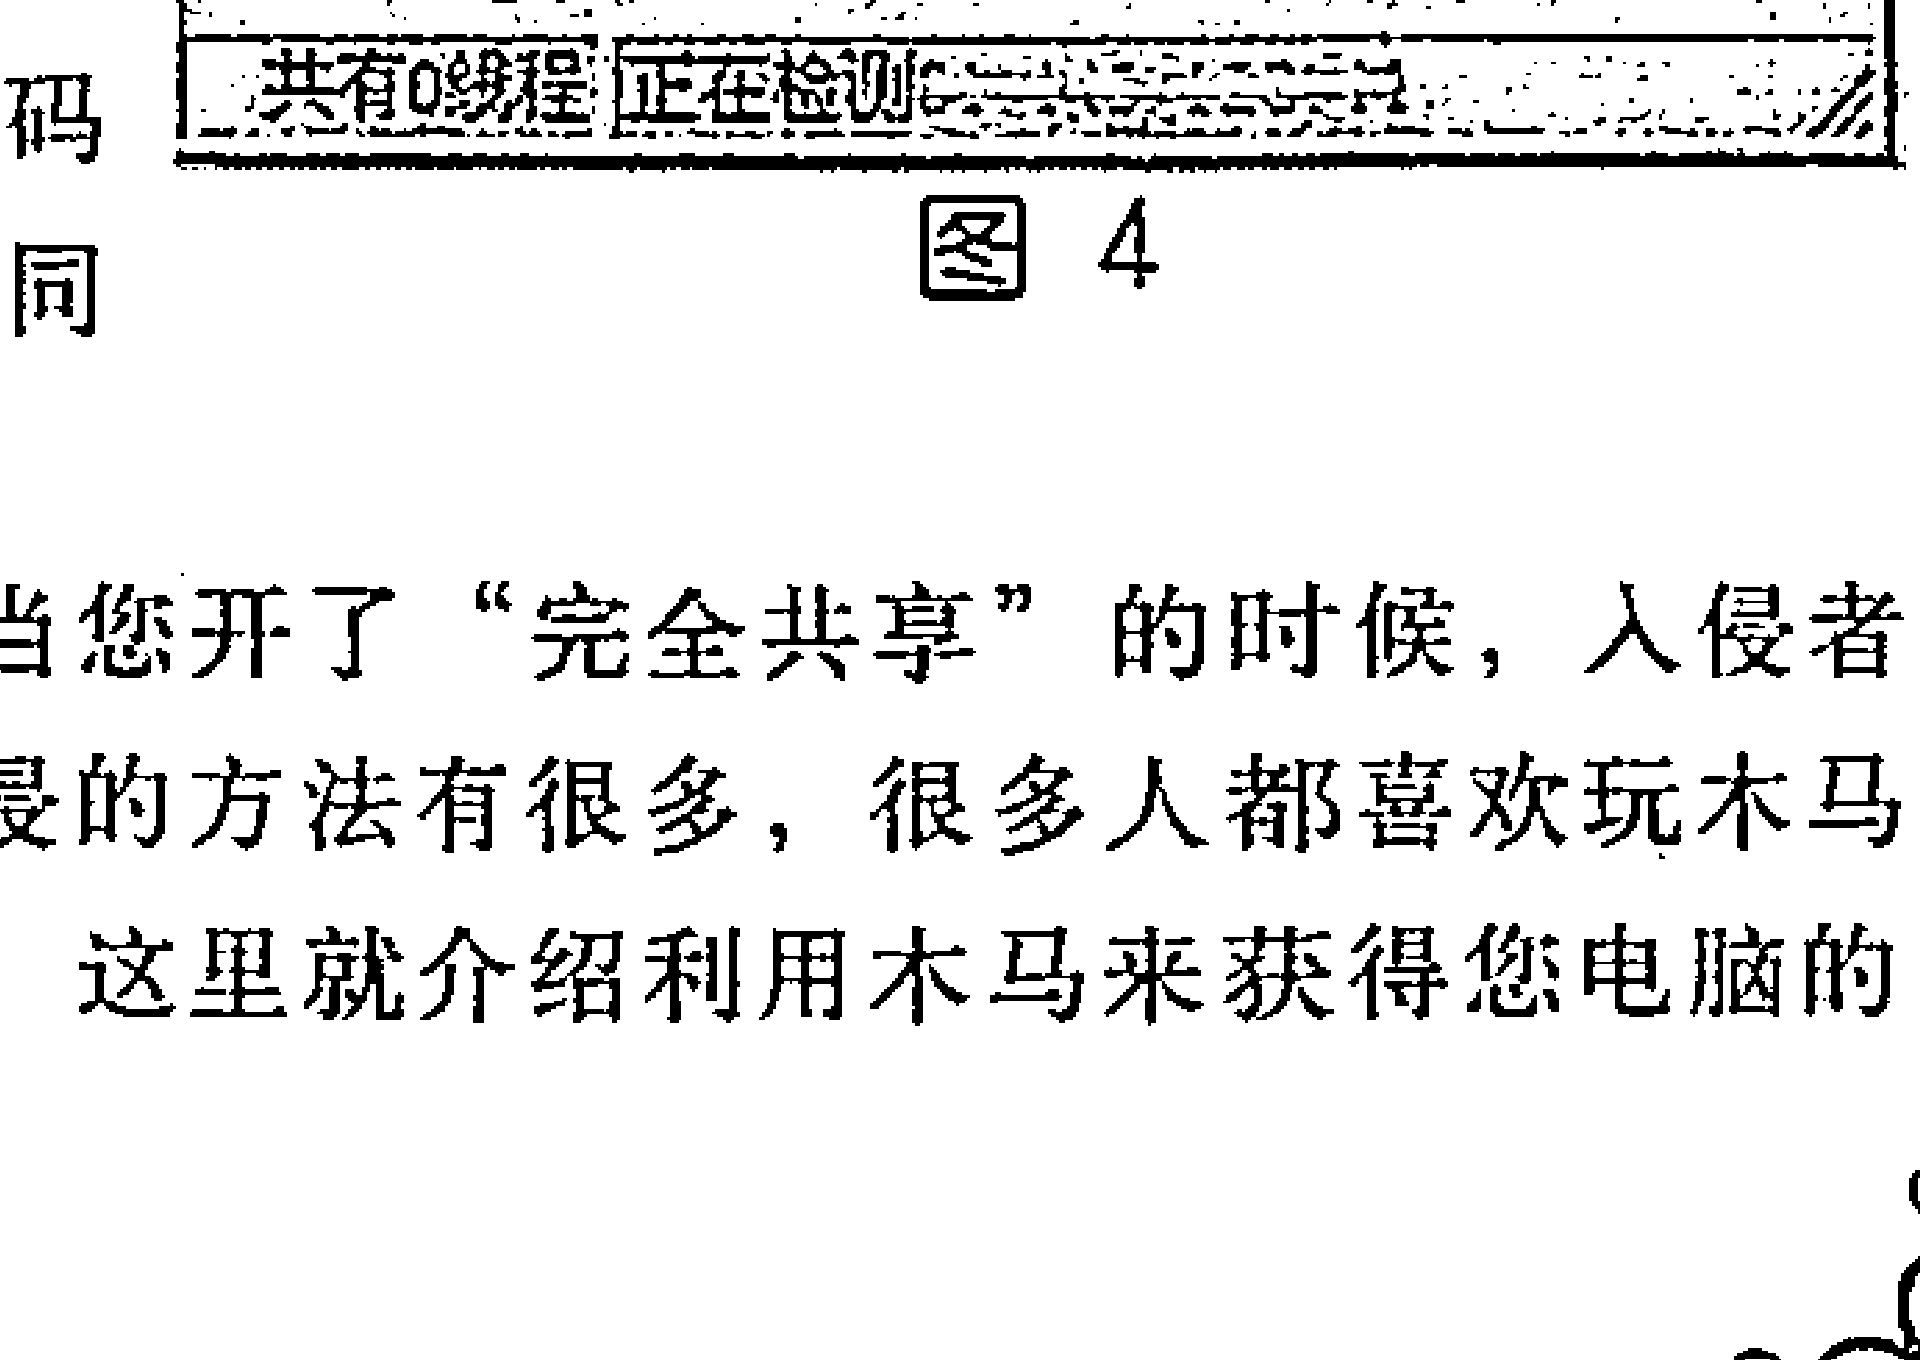 码
共有0线程 正在检测
图 4
同
当您开了“完全共享”的时候，入侵者
侵的方法有很多，很多人都喜欢玩木马
这里就介绍利用木马来获得您电脑的